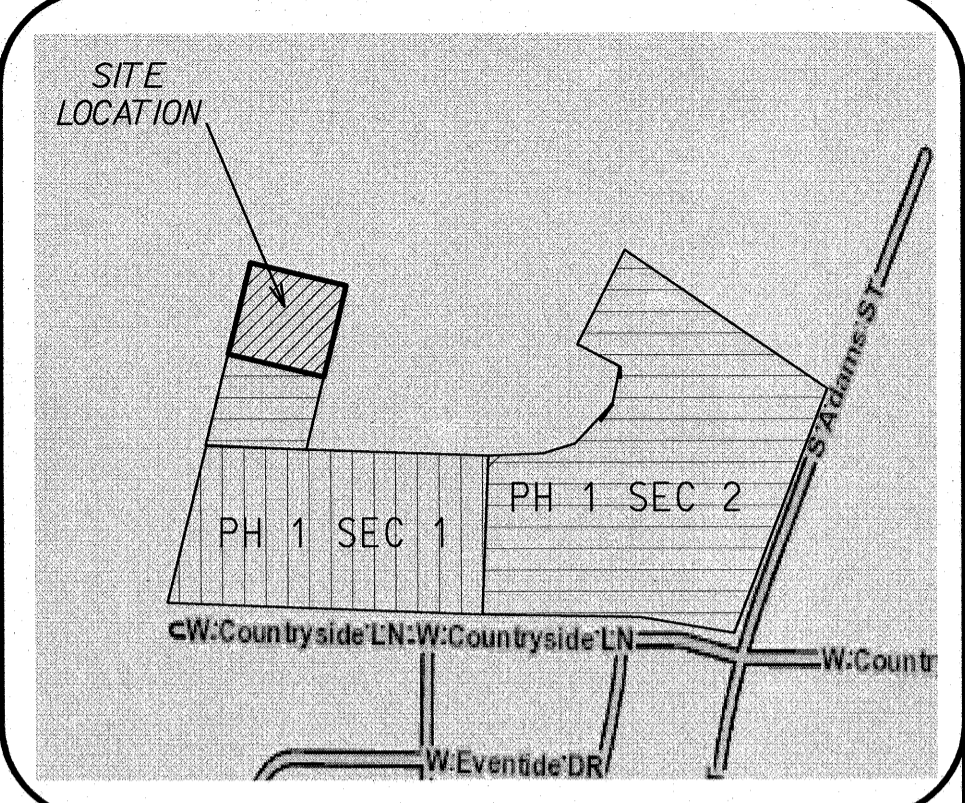 SITE
LOCATION
S Adams ST
PH 1 SEC 2
PH 1 SEC 1
W Countryside LN W Countryside LN
W Countr
W Eventide DR